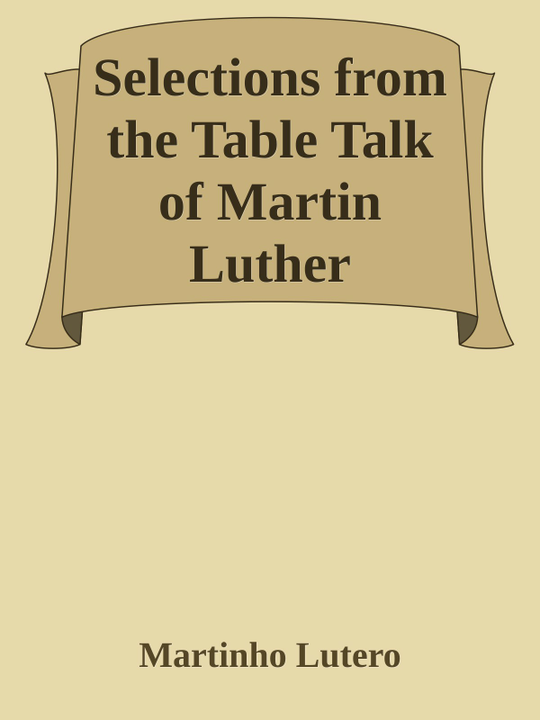 Selections from
the Table Talk
of Martin
Luther
Martinho Lutero